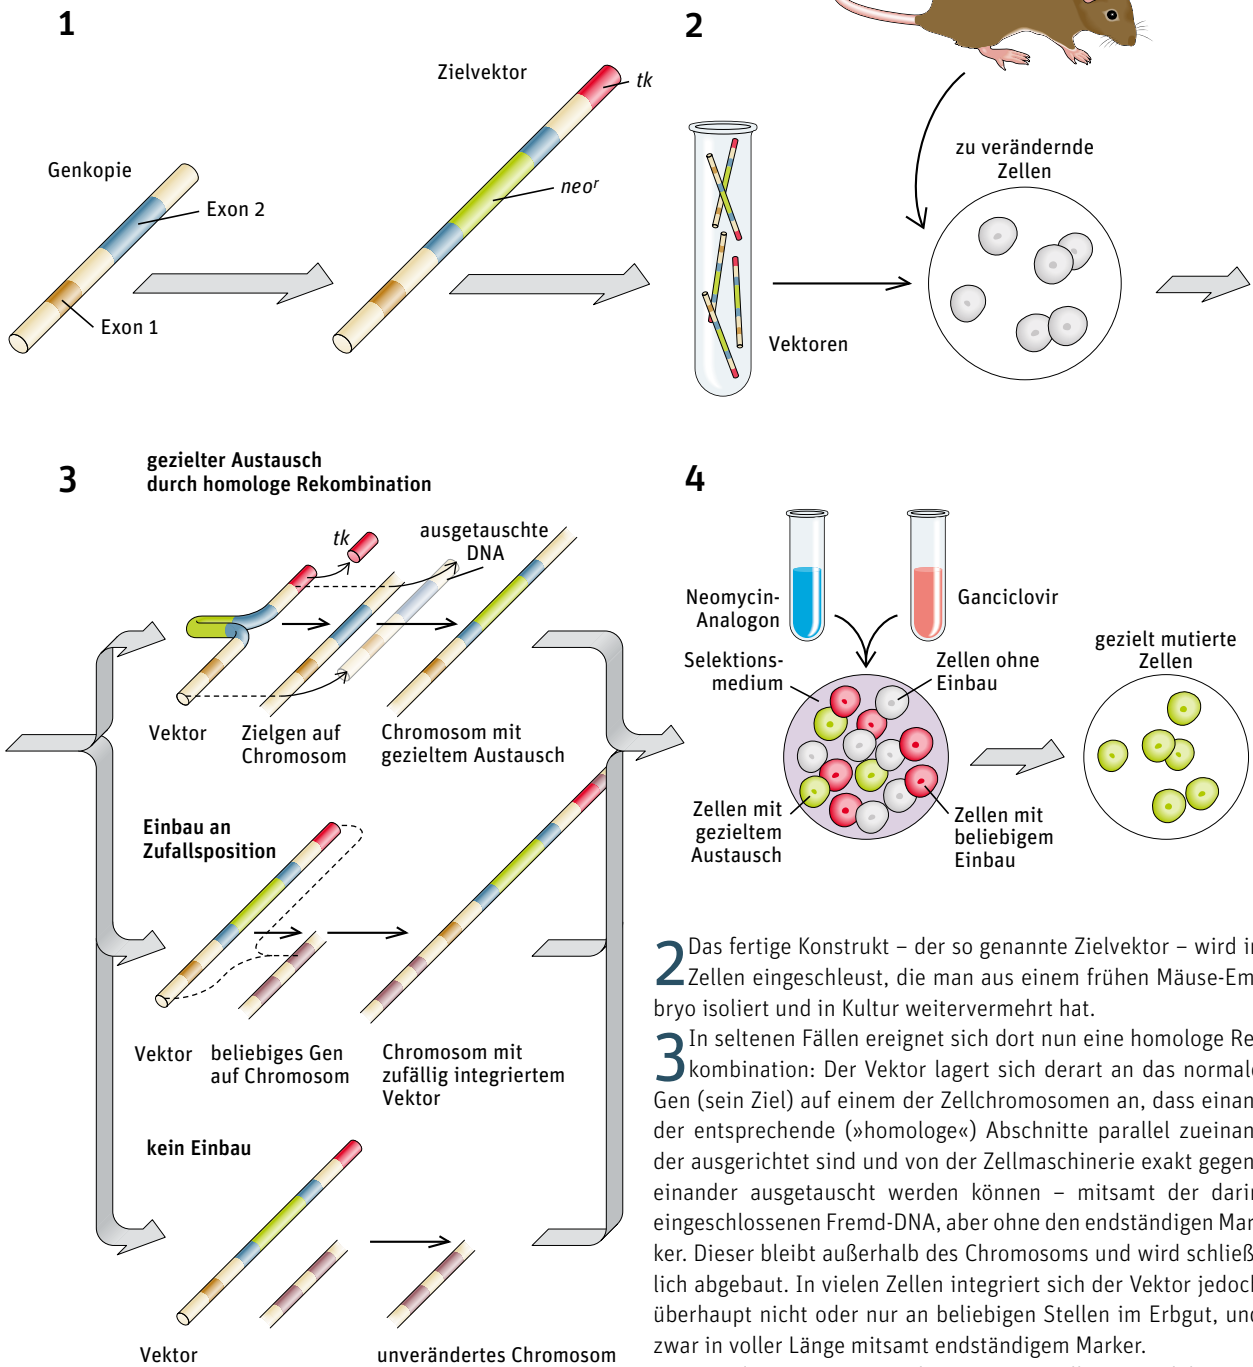 1
Genkopie
Exon 2
Exon 1
Zielvektor
tk
neoʳ
2
Vektoren
zu verändernde
Zellen
3
gezielter Austausch
durch homologe Rekombination
tk
ausgetauschte
DNA
Vektor
Zielgen auf
Chromosom
Chromosom mit
gezieltem Austausch
Einbau an
Zufallsposition
Vektor
beliebiges Gen
auf Chromosom
Chromosom mit
zufällig integriertem
Vektor
kein Einbau
Vektor
unverändertes Chromosom
4
Neomycin-
Analogon
Ganciclovir
Selektions-
medium
Zellen ohne
Einbau
Zellen mit
gezieltem
Austausch
Zellen mit
beliebigem
Einbau
gezielt mutierte
Zellen
2 Das fertige Konstrukt – der so genannte Zielvektor – wird in
Zellen eingeschleust, die man aus einem frühen Mäuse-Em
bryo isoliert und in Kultur weitervermehrt hat.
3 In seltenen Fällen ereignet sich dort nun eine homologe Re
kombination: Der Vektor lagert sich derart an das normale
Gen (sein Ziel) auf einem der Zellchromosomen an, dass einan
der entsprechende (»homologe«) Abschnitte parallel zueinan
der ausgerichtet sind und von der Zellmaschinerie exakt gegen
einander ausgetauscht werden können – mitsamt der darin
eingeschlossenen Fremd-DNA, aber ohne den endständigen Mar
ker. Dieser bleibt außerhalb des Chromosoms und wird schließ
lich abgebaut. In vielen Zellen integriert sich der Vektor jedoch
überhaupt nicht oder nur an beliebigen Stellen im Erbgut, und
zwar in voller Länge mitsamt endständigem Marker.